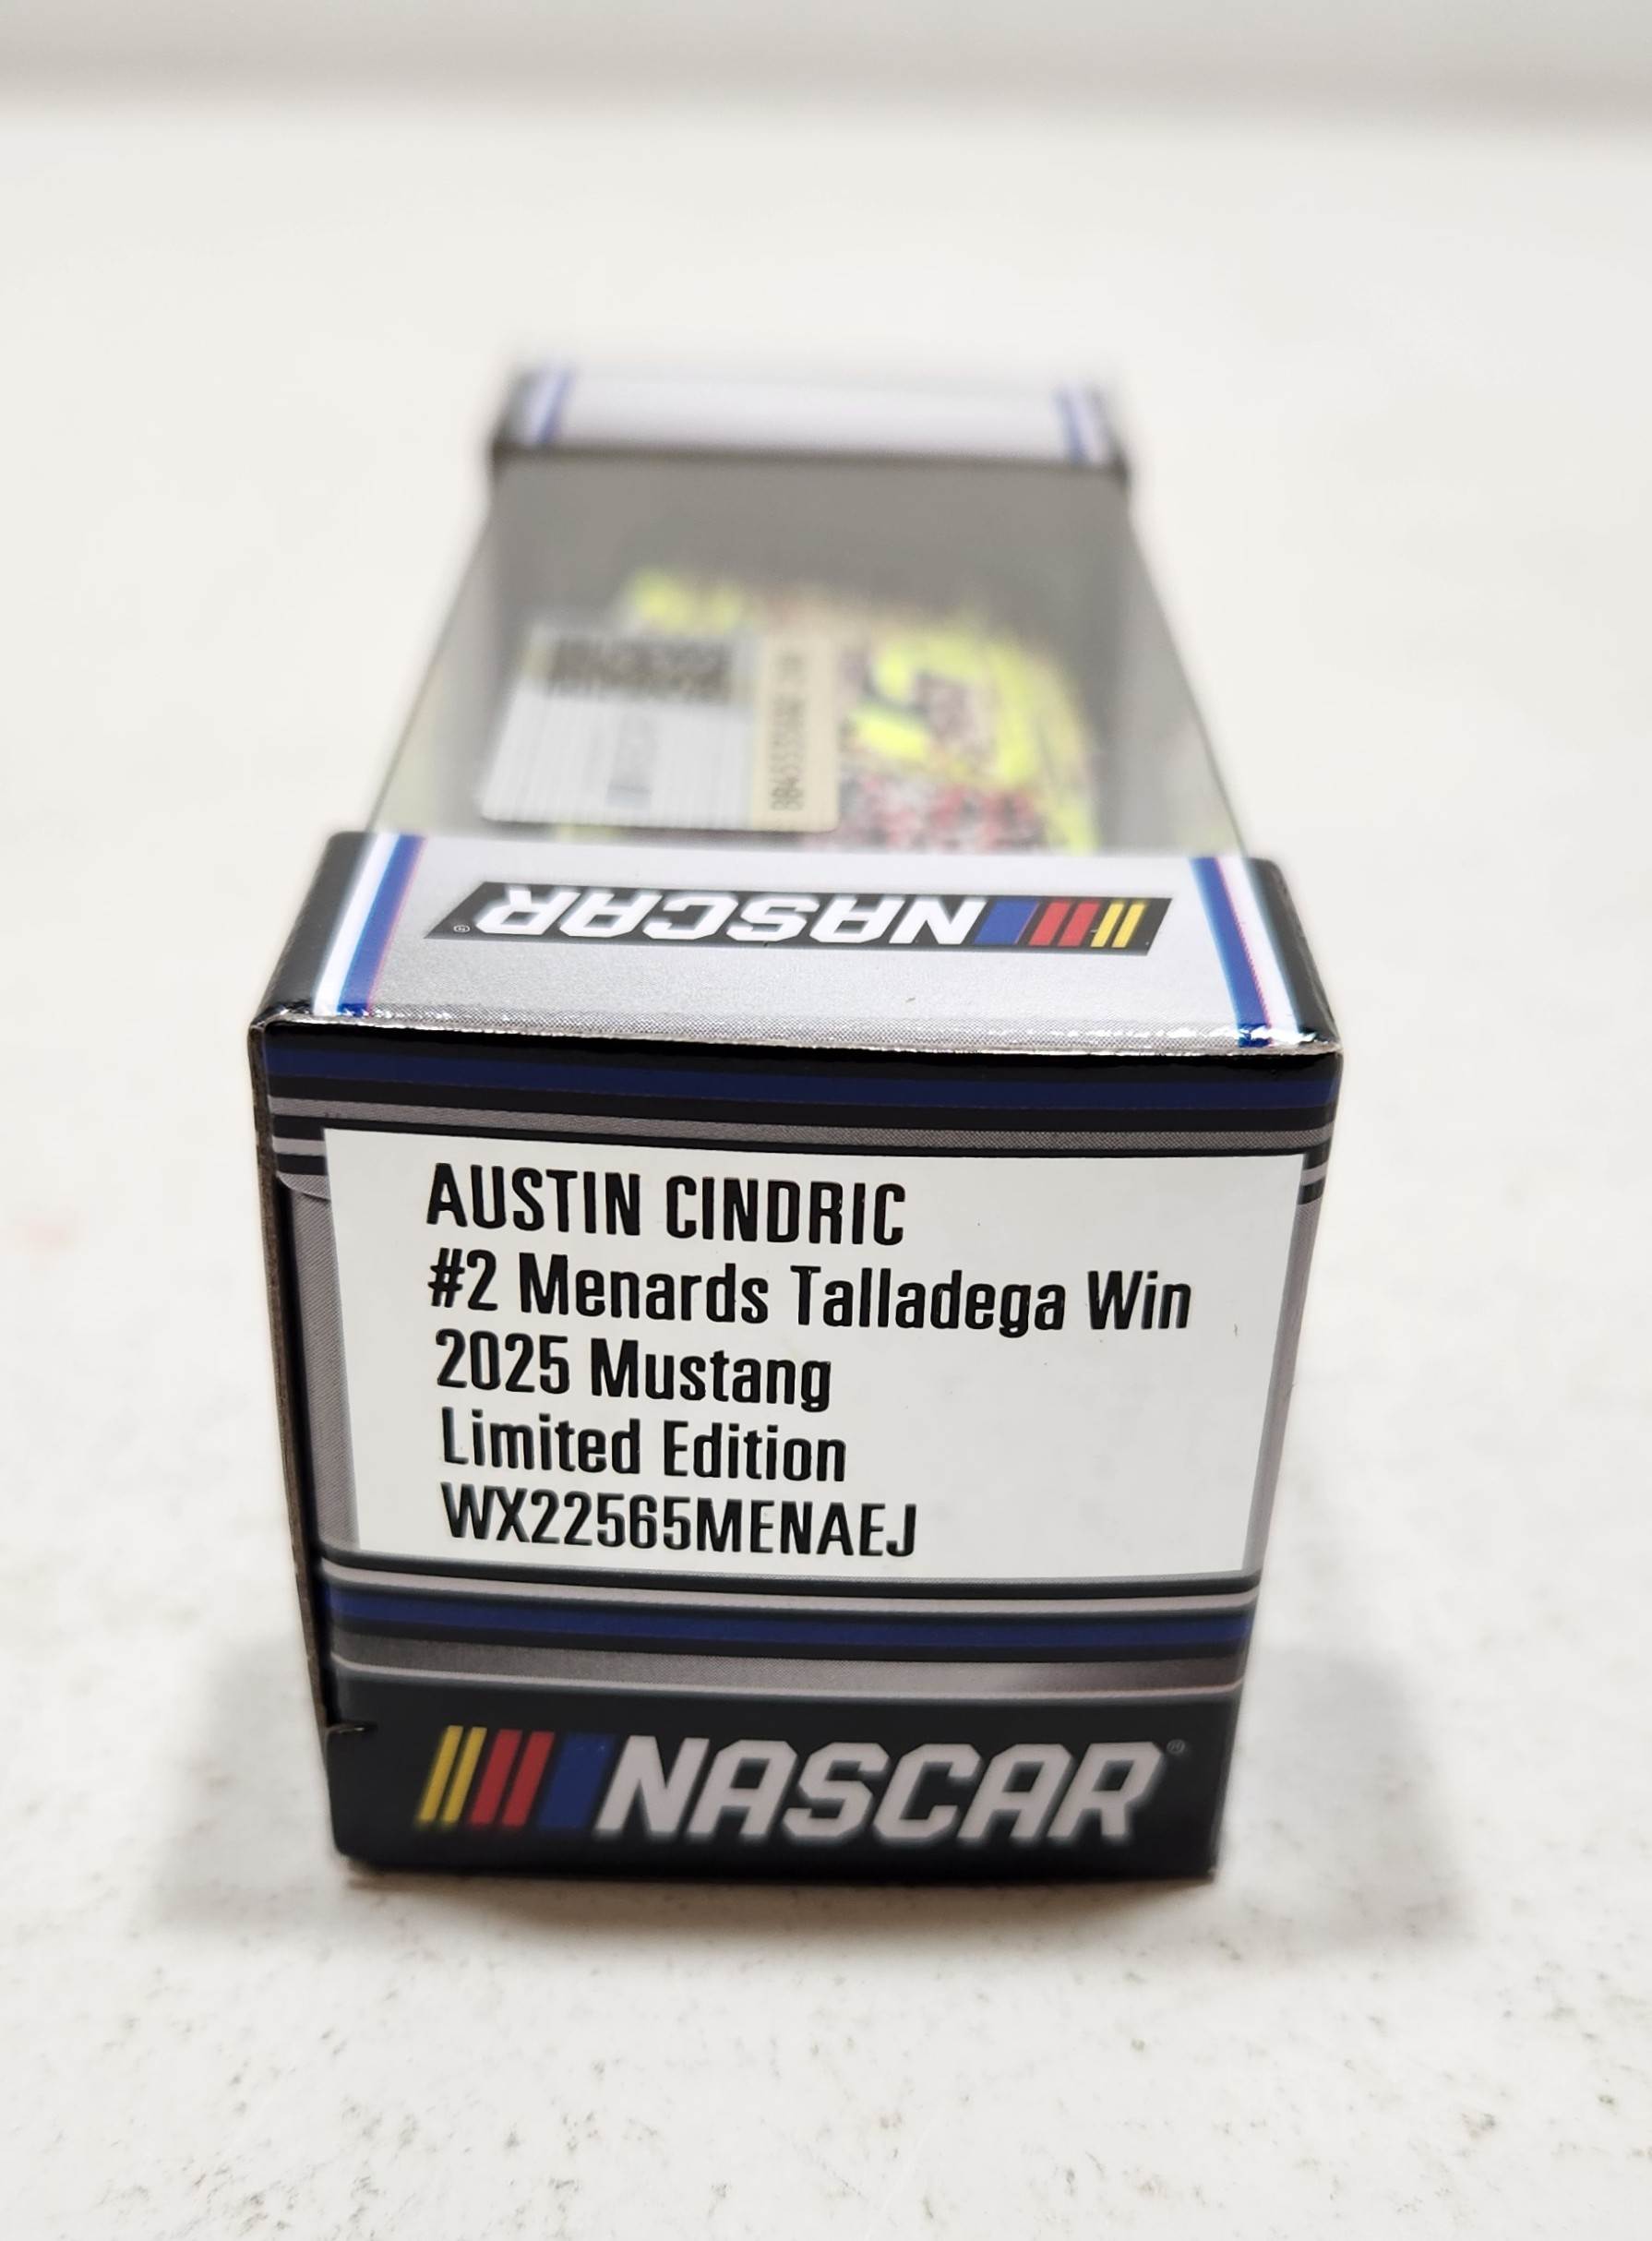 NASCAR
AUSTIN CINDRIC
#2 Menards Talladega Win
2025 Mustang
Limited Edition
WX22565MENAEJ
NASCAR®